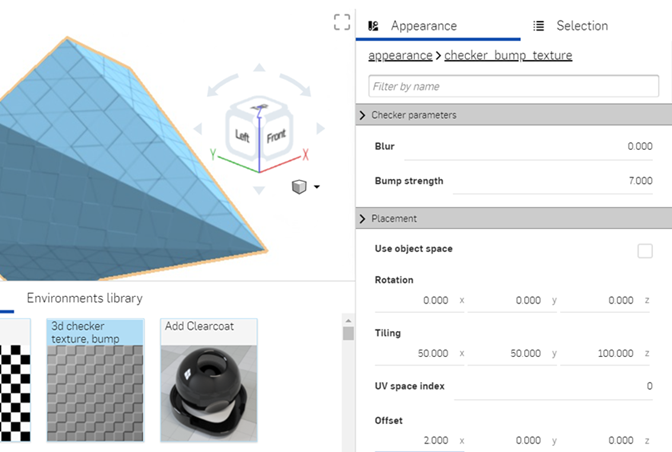 Appearance
Selection
appearance > checker_bump_texture
Filter by name
Checker parameters
Blur 0.000
Bump strength 7.000
Placement
Use object space
Rotation
0.000 x 0.000 y 0.000 z
Tiling
50.000 x 50.000 y 100.000 z
UV space index 0
Offset
2.000 x 0.000 y 0.000 z
Left
Front
Z
Y
X
Environments library
3d checker
texture, bump
Add Clearcoat